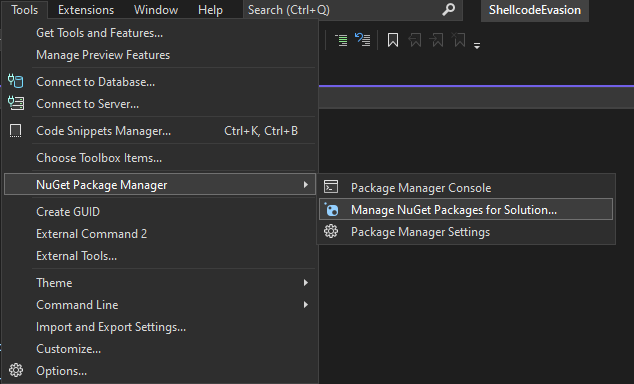 Tools Extensions Window Help Search (Ctrl+Q) ShellcodeEvasion
Get Tools and Features...
Manage Preview Features
Connect to Database...
Connect to Server...
Code Snippets Manager... Ctrl+K, Ctrl+B
Choose Toolbox Items...
NuGet Package Manager
Package Manager Console
Manage NuGet Packages for Solution...
Package Manager Settings
Create GUID
External Command 2
External Tools...
Theme
Command Line
Import and Export Settings...
Customize...
Options...